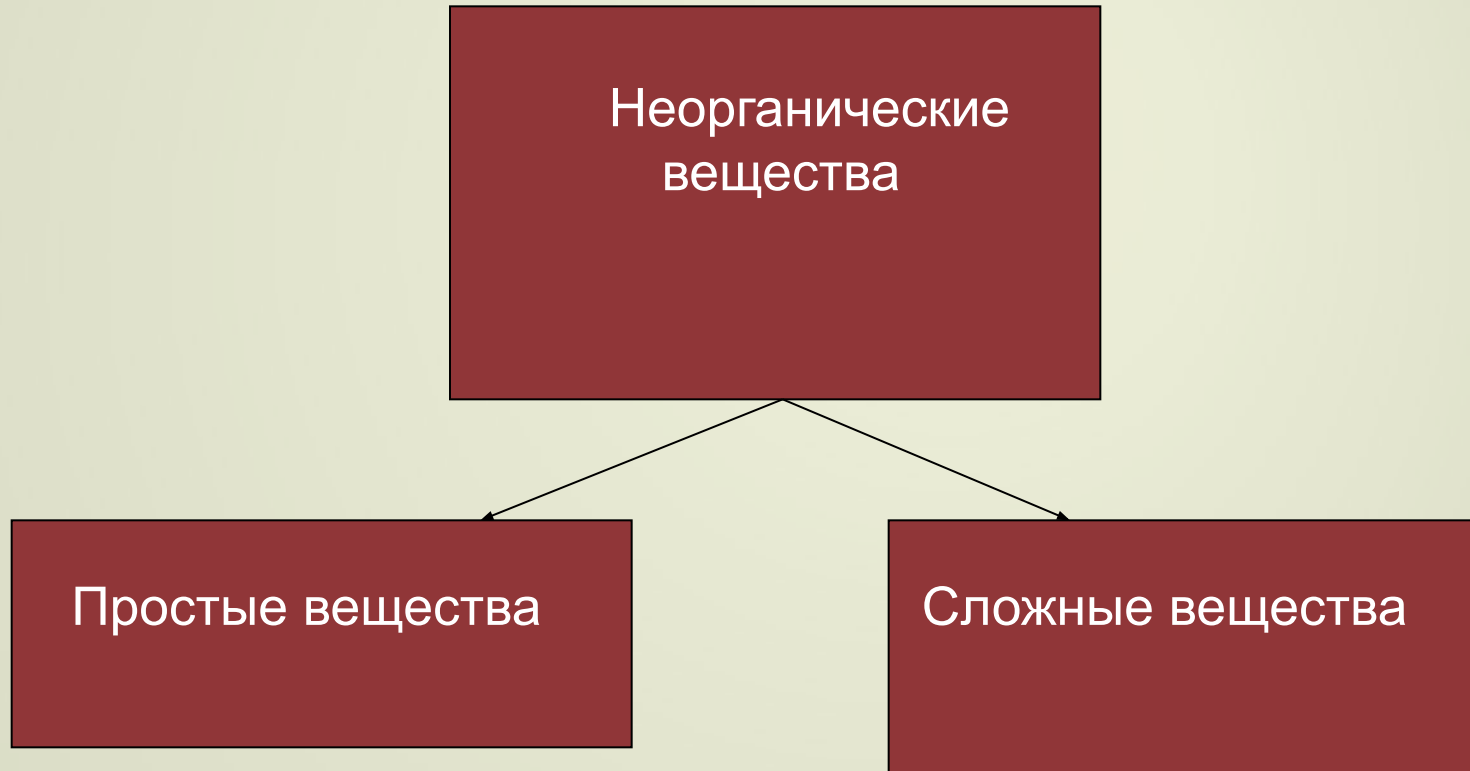 Неорганические
вещества
Простые вещества
Сложные вещества